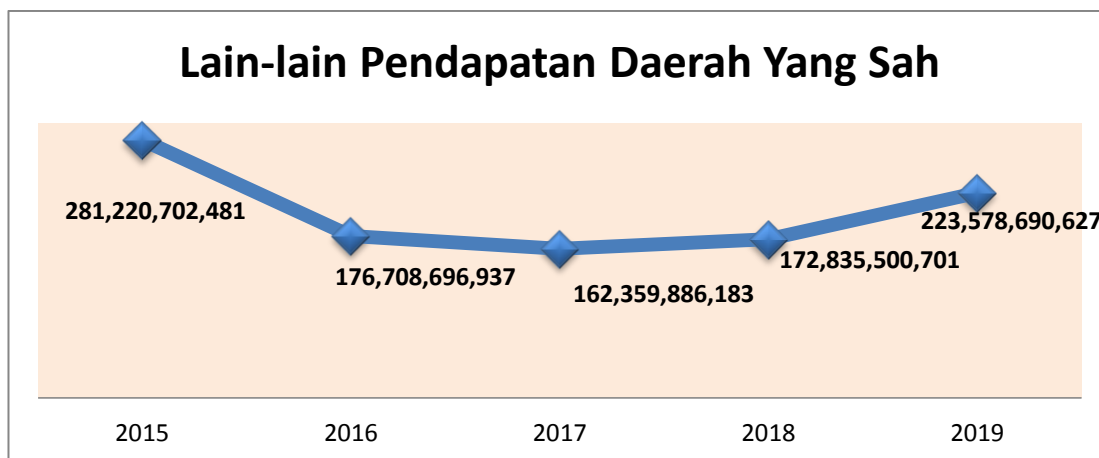 Lain-lain Pendapatan Daerah Yang Sah
281,220,702,481
176,708,696,937
162,359,886,183
172,835,500,701
223,578,690,627
2015 2016 2017 2018 2019